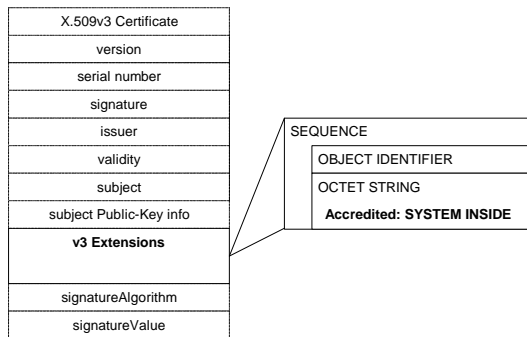 X.509v3 Certificate
version
serial number
signature
issuer
validity
subject
subject Public-Key info
v3 Extensions
signatureAlgorithm
signatureValue
SEQUENCE
OBJECT IDENTIFIER
OCTET STRING
Accredited: SYSTEM INSIDE